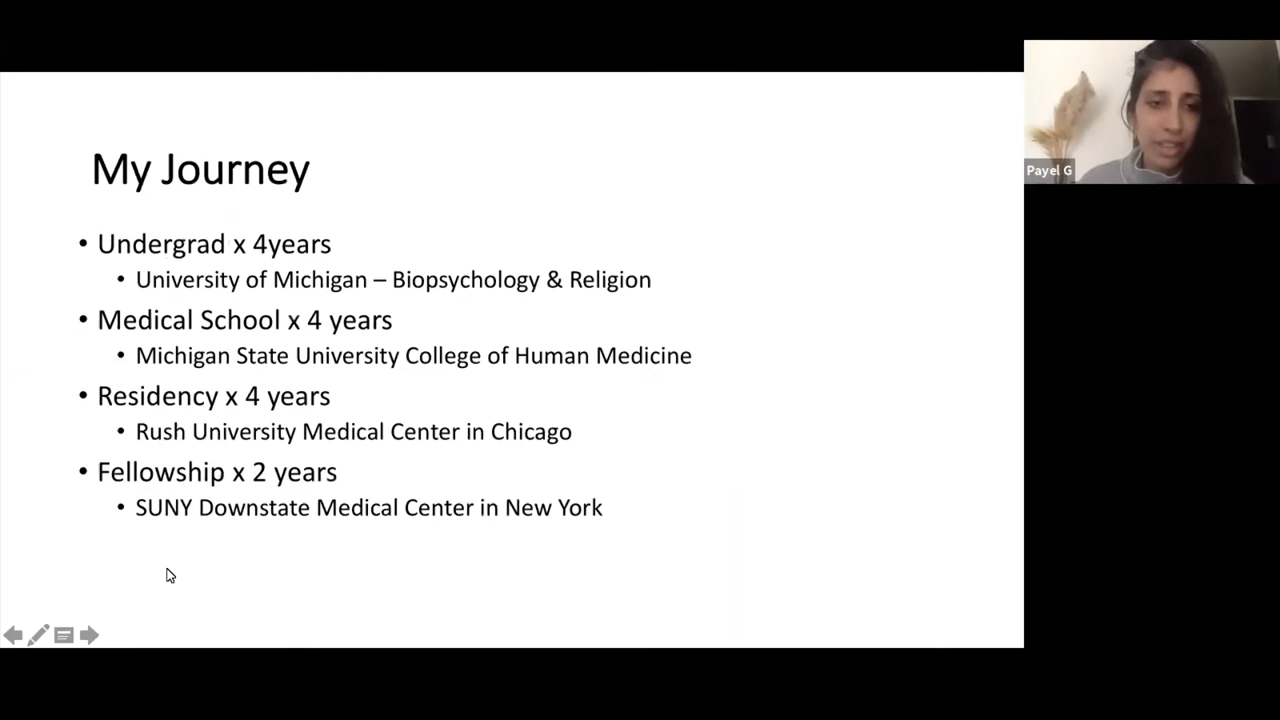 My Journey
• Undergrad x 4years
• University of Michigan – Biopsychology & Religion
• Medical School x 4 years
• Michigan State University College of Human Medicine
• Residency x 4 years
• Rush University Medical Center in Chicago
• Fellowship x 2 years
• SUNY Downstate Medical Center in New York
Payel G